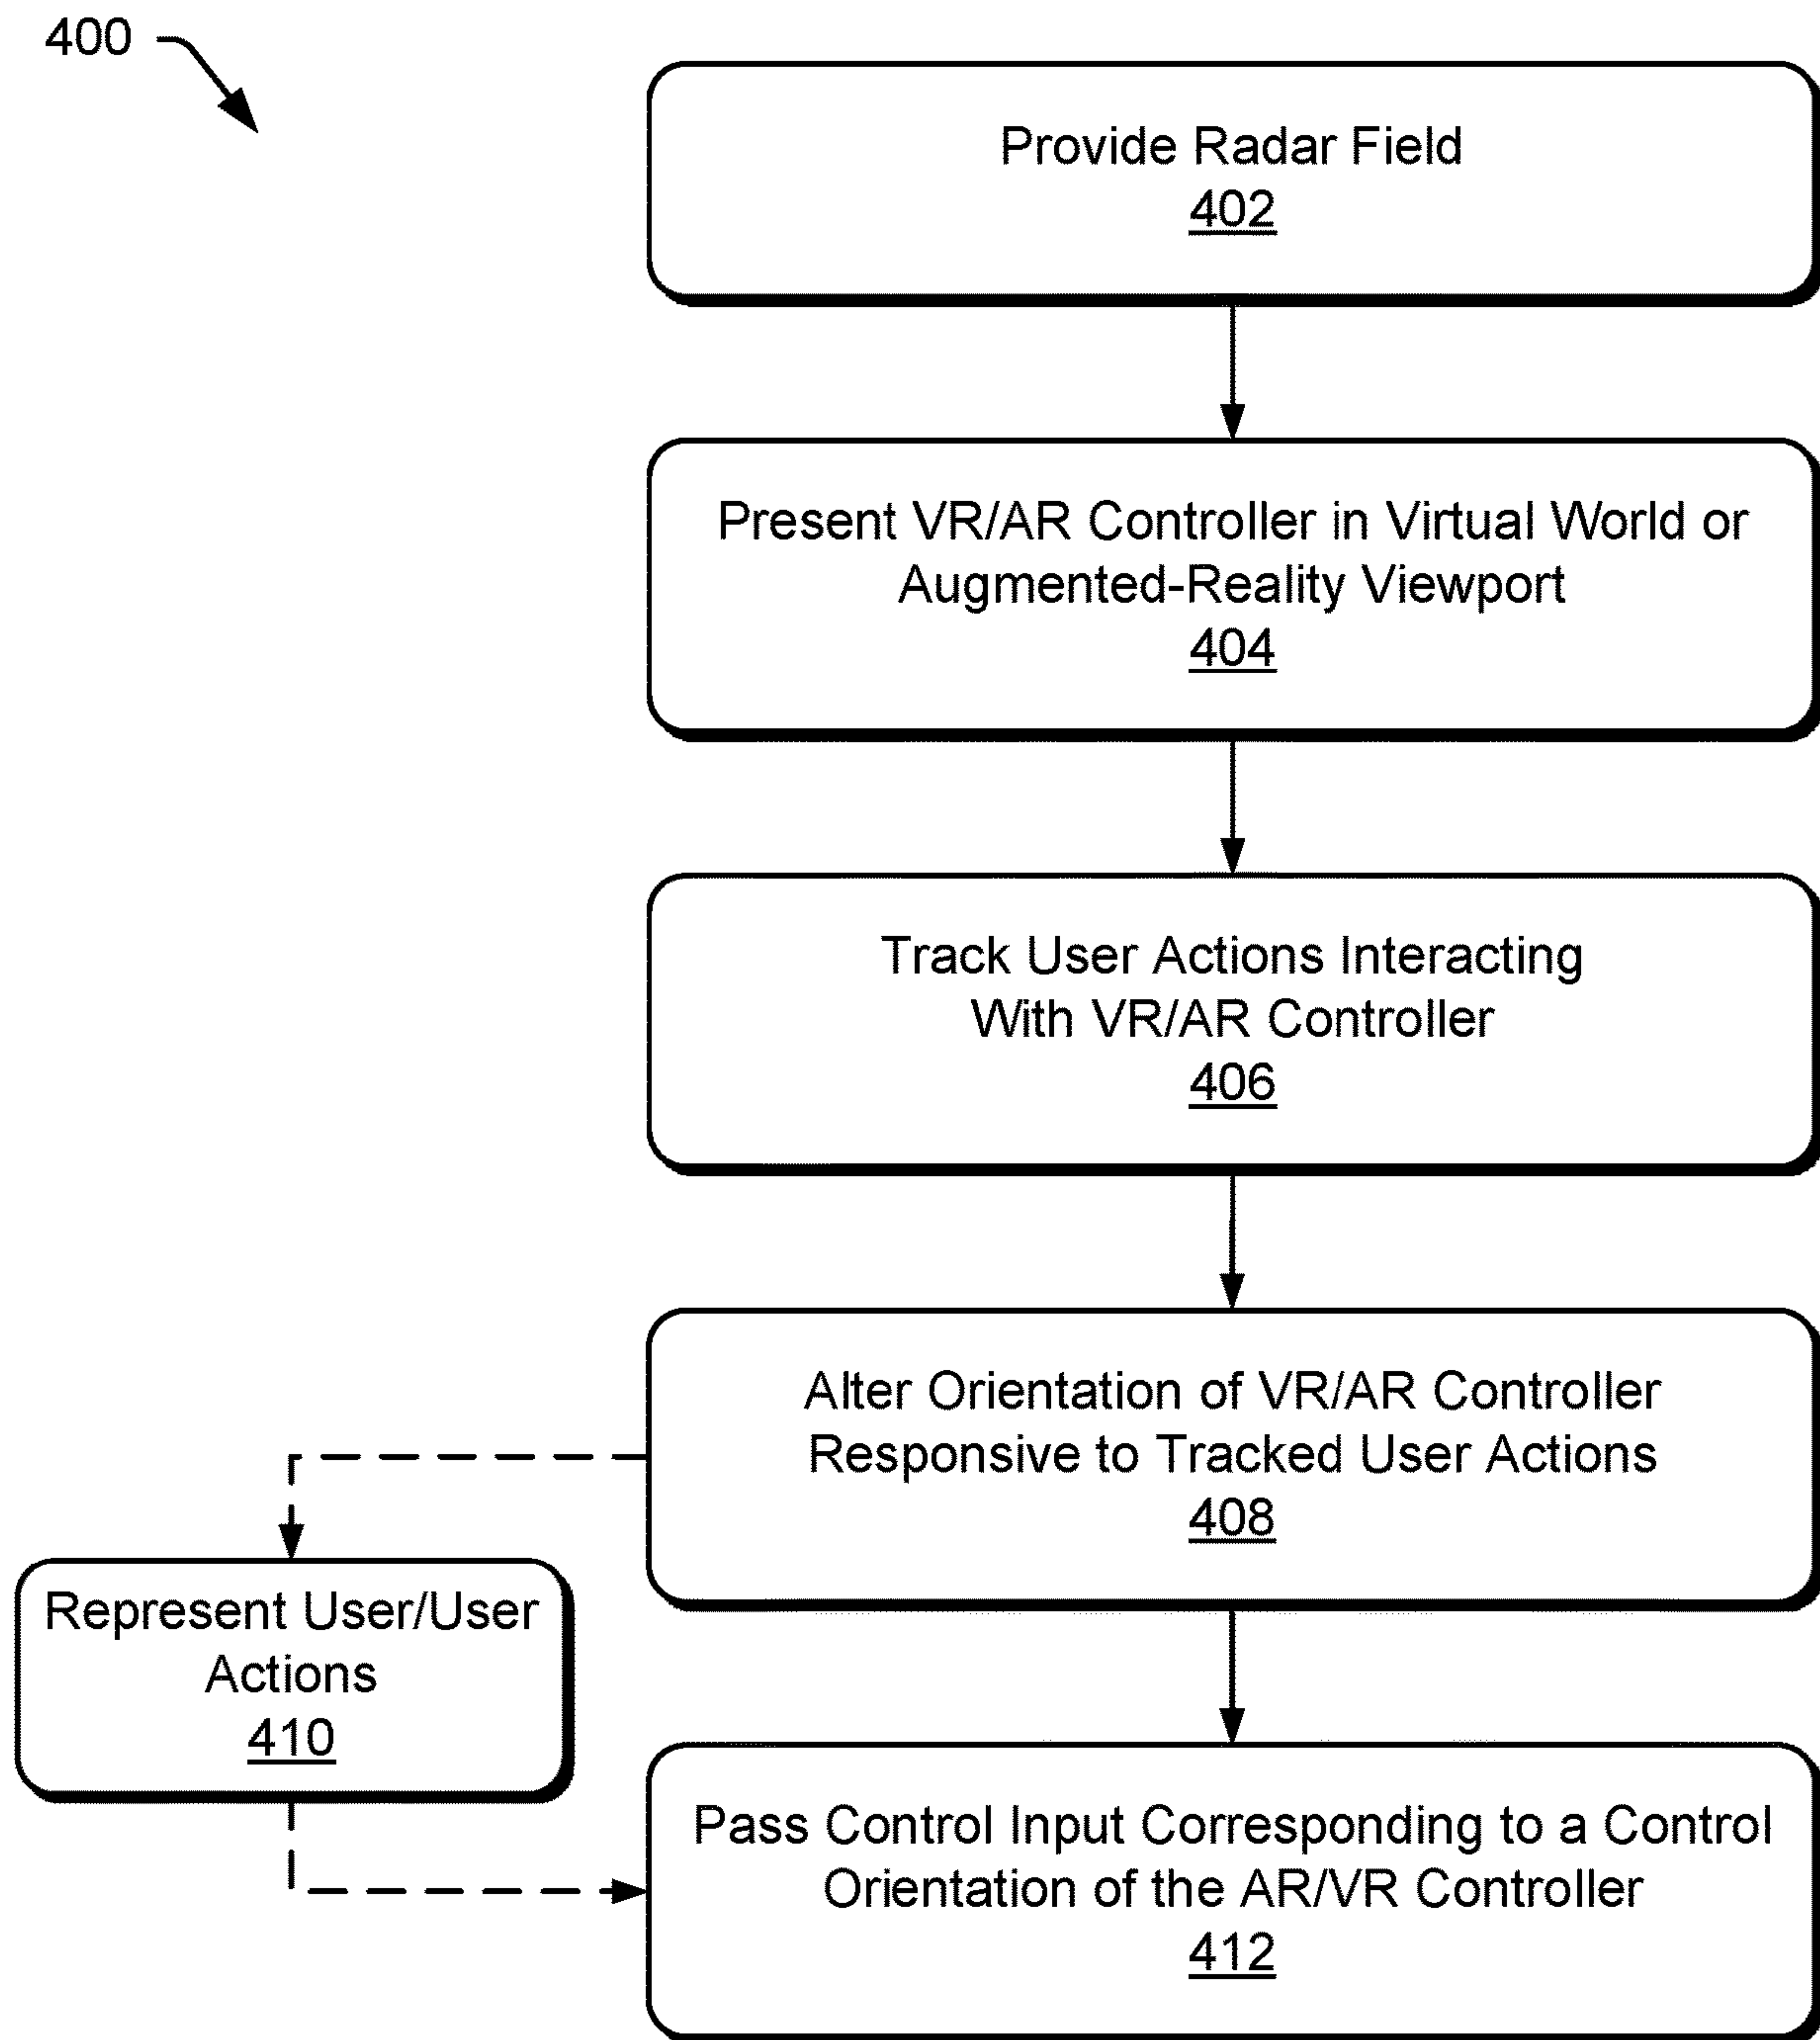 400
Provide Radar Field
402
Present VR/AR Controller in Virtual World or
Augmented-Reality Viewport
404
Track User Actions Interacting
With VR/AR Controller
406
Alter Orientation of VR/AR Controller
Responsive to Tracked User Actions
408
Represent User/User
Actions
410
Pass Control Input Corresponding to a Control
Orientation of the AR/VR Controller
412